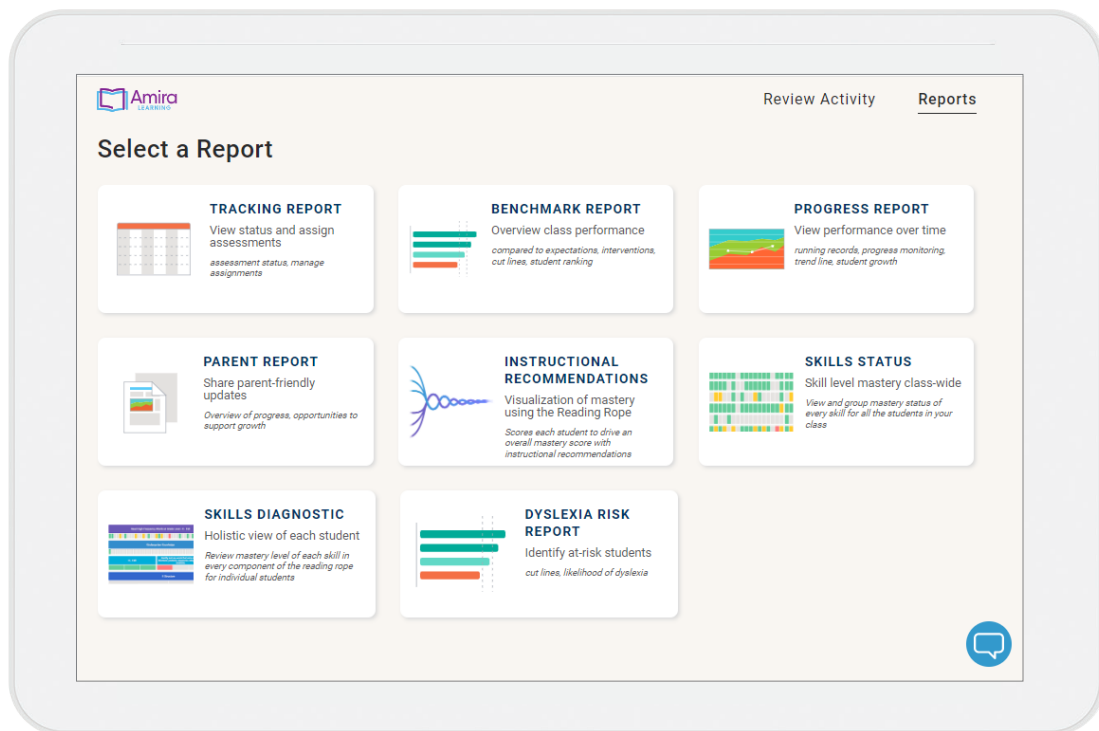 Amira
LEARNING
Review Activity
Reports
Select a Report
TRACKING REPORT
View status and assign
assessments
assessment status, manage
assignments
BENCHMARK REPORT
Overview class performance
compared to expectations, interventions,
cut lines, student ranking
PROGRESS REPORT
View performance over time
running records, progress monitoring,
trend line, student growth
PARENT REPORT
Share parent-friendly
updates
Overview of progress, opportunities to
support growth
INSTRUCTIONAL
RECOMMENDATIONS
Visualization of mastery
using the Reading Rope
Scores each student to drive an
overall mastery score with
instructional recommendations
SKILLS STATUS
Skill level mastery class-wide
View and group mastery status of
every skill for all the students in your
class
SKILLS DIAGNOSTIC
Holistic view of each student
Review mastery level of each skill in
every component of the reading rope
for individual students
DYSLEXIA RISK
REPORT
Identify at-risk students
cut lines, likelihood of dyslexia